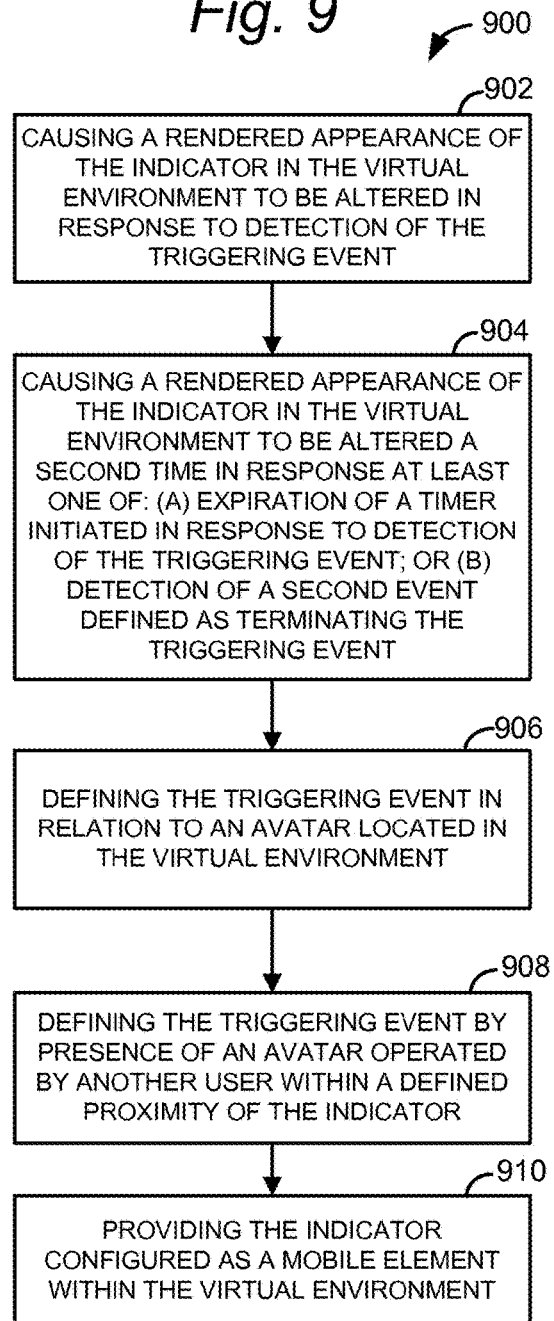 Fig. 9
900
902
CAUSING A RENDERED APPEARANCE OF
THE INDICATOR IN THE VIRTUAL
ENVIRONMENT TO BE ALTERED IN
RESPONSE TO DETECTION OF THE
TRIGGERING EVENT
904
CAUSING A RENDERED APPEARANCE OF
THE INDICATOR IN THE VIRTUAL
ENVIRONMENT TO BE ALTERED A
SECOND TIME IN RESPONSE AT LEAST
ONE OF: (A) EXPIRATION OF A TIMER
INITIATED IN RESPONSE TO DETECTION
OF THE TRIGGERING EVENT; OR (B)
DETECTION OF A SECOND EVENT
DEFINED AS TERMINATING THE
TRIGGERING EVENT
906
DEFINING THE TRIGGERING EVENT IN
RELATION TO AN AVATAR LOCATED IN
THE VIRTUAL ENVIRONMENT
908
DEFINING THE TRIGGERING EVENT BY
PRESENCE OF AN AVATAR OPERATED
BY ANOTHER USER WITHIN A DEFINED
PROXIMITY OF THE INDICATOR
910
PROVIDING THE INDICATOR
CONFIGURED AS A MOBILE ELEMENT
WITHIN THE VIRTUAL ENVIRONMENT